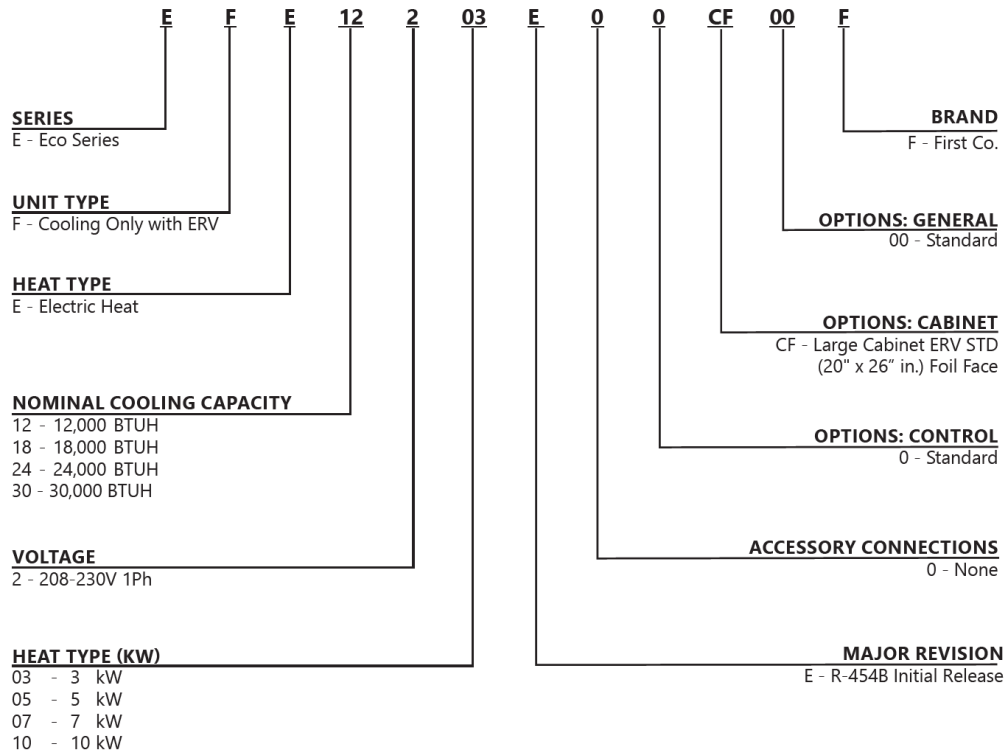 E F E 12 2 03 E 0 0 CF 00 F
SERIES
E - Eco Series
UNIT TYPE
F - Cooling Only with ERV
HEAT TYPE
E - Electric Heat
NOMINAL COOLING CAPACITY
12 - 12,000 BTUH
18 - 18,000 BTUH
24 - 24,000 BTUH
30 - 30,000 BTUH
VOLTAGE
2 - 208-230V 1Ph
HEAT TYPE (KW)
03 - 3 kW
05 - 5 kW
07 - 7 kW
10 - 10 kW
BRAND
F - First Co.
OPTIONS: GENERAL
00 - Standard
OPTIONS: CABINET
CF - Large Cabinet ERV STD
(20" x 26” in.) Foil Face
OPTIONS: CONTROL
0 - Standard
ACCESSORY CONNECTIONS
0 - None
MAJOR REVISION
E - R-454B Initial Release